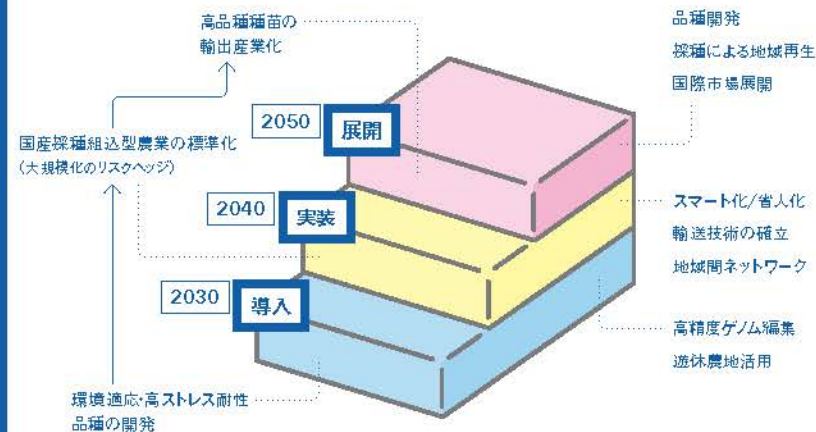 高品種種苗の
輸出産業化
国産採種組込型農業の標準化
(大規模化のリスクヘッジ)
環境適応・高ストレス耐性
品種の開発
2050
展開
2040
実装
2030
導入
品種開発
採種による地域再生
国際市場展開
スマート化/省人化
輸送技術の確立
地域間ネットワーク
高精度ゲノム編集
遊休農地活用